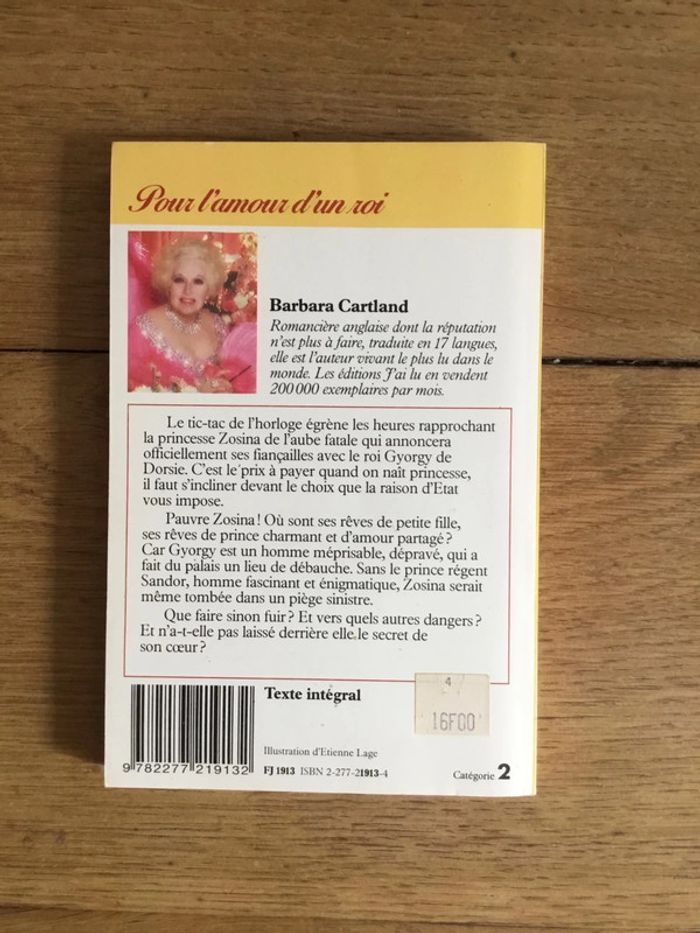 Pour l'amour d'un roi
Barbara Cartland
Romancière anglaise dont la réputation
n'est plus à faire, traduite en 17 langues,
elle est l'auteur vivant le plus lu dans le
monde. Les éditions J'ai lu en vendent
200 000 exemplaires par mois.
Le tic-tac de l'horloge égrène les heures rapprochant
la princesse Zosina de l'aube fatale qui annoncera
officiellement ses fiançailles avec le roi Gyorgy de
Dorsie. C'est le prix à payer quand on naît princesse,
il faut s'incliner devant le choix que la raison d'Etat
vous impose.
Pauvre Zosina ! Où sont ses rêves de petite fille,
ses rêves de prince charmant et d'amour partagé ?
Car Gyorgy est un homme méprisable, dépravé, qui a
fait du palais un lieu de débauche. Sans le prince régent
Sandor, homme fascinant et énigmatique, Zosina serait
même tombée dans un piège sinistre.
Que faire sinon fuir ? Et vers quels autres dangers ?
Et n'a-t-elle pas laissé derrière elle le secret de
son cœur ?
Texte intégral
4
16F00
Illustration d'Etienne Lage
9 782277 219132
FJ 1913 ISBN 2-277-21913-4
Catégorie 2